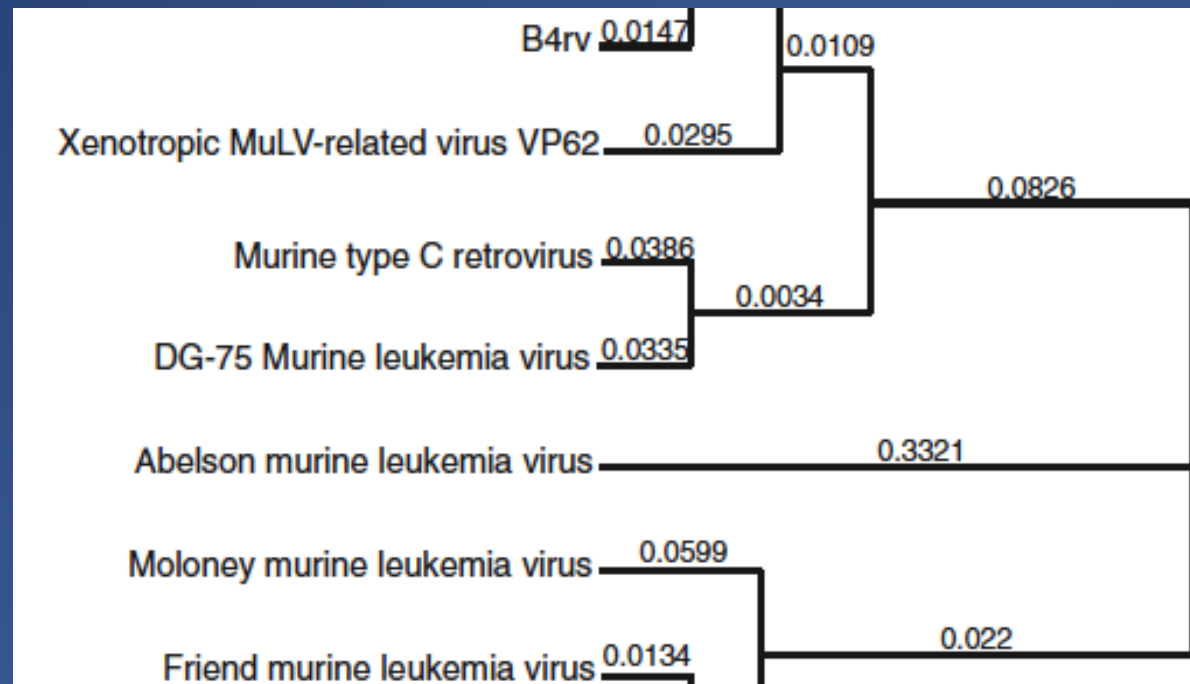 B4rv 0.0147
0.0109
Xenotropic MuLV-related virus VP62 0.0295
0.0826
Murine type C retrovirus 0.0386
0.0034
DG-75 Murine leukemia virus 0.0335
Abelson murine leukemia virus 0.3321
Moloney murine leukemia virus 0.0599
0.022
Friend murine leukemia virus 0.0134